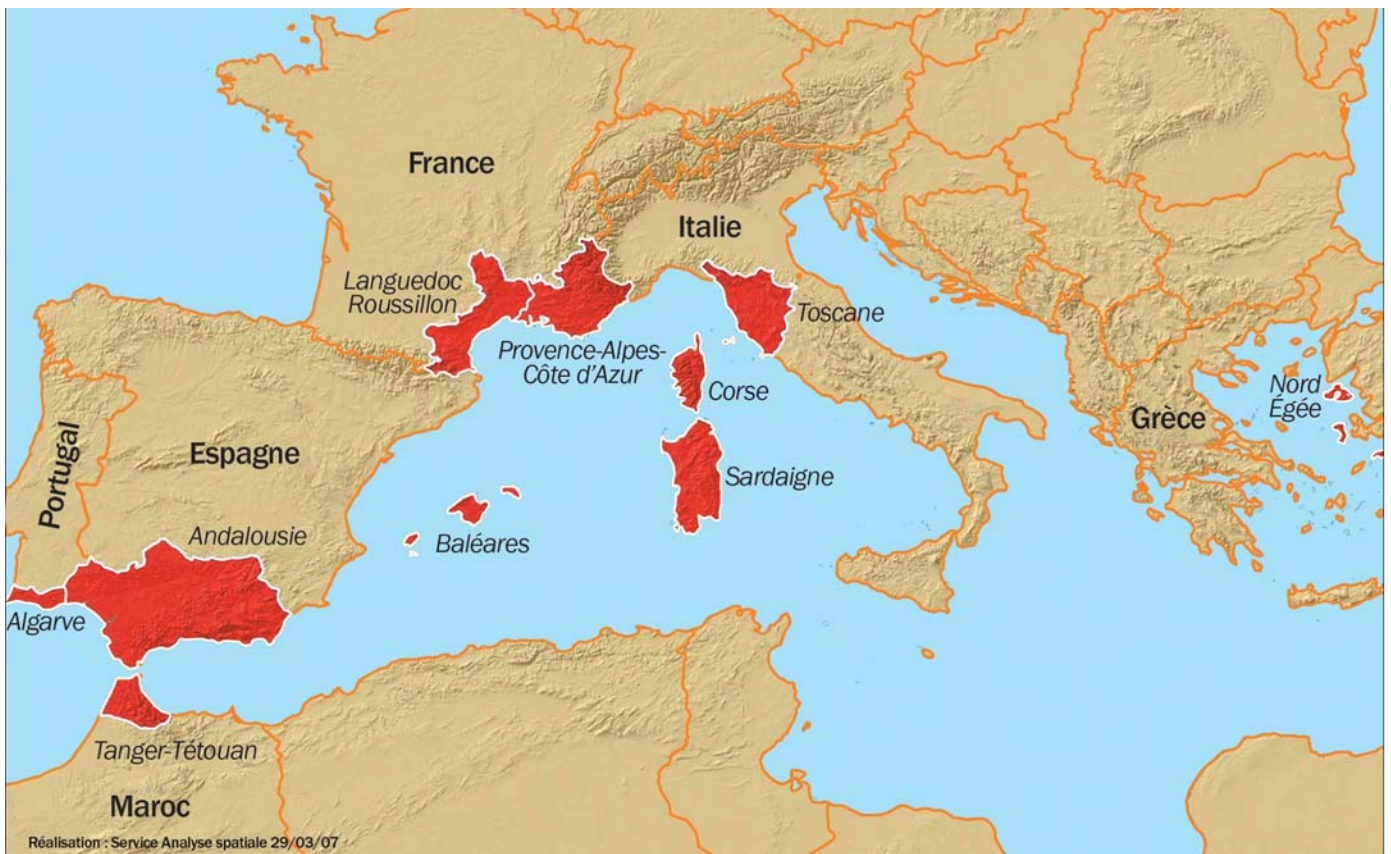 France
Italie
Languedoc
Roussillon
Toscane
Provence-Alpes-
Côte d'Azur
Corse
Nord
Égée
Grèce
Portugal
Espagne
Sardaigne
Andalousie
Baléares
Algarve
Tanger-Tétouan
Maroc
Réalisation : Service Analyse spatiale 29/03/07